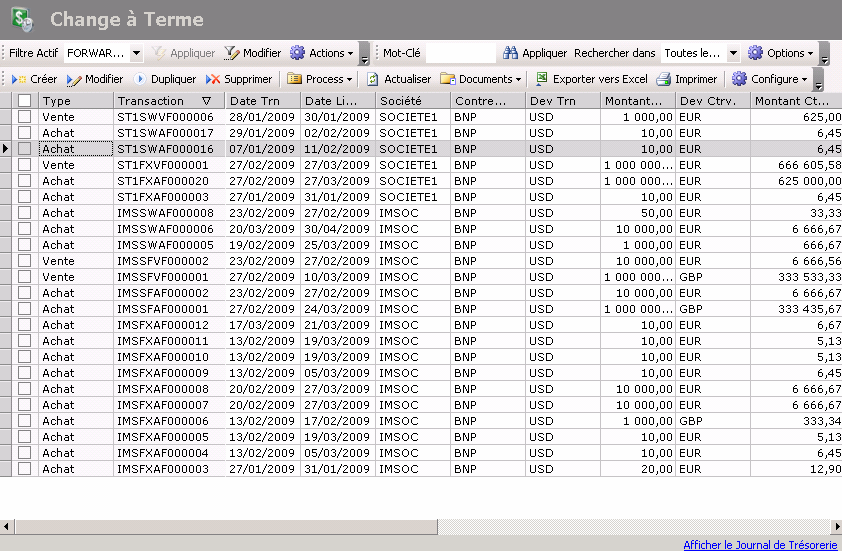 Change à Terme
Filtre Actif FORWAR... Appliquer Modifier Actions Mot-Clé Appliquer Rechercher dans Toutes le... Options
Créer Modifier Dupliquer Supprimer Process Actualiser Documents Exporter vers Excel Imprimer Configure
Type Transaction Date Trn Date Li... Société Contre... Dev Trn Montant... Dev Ctrv. Montant Ct...
Vente ST1SWVF000006 28/01/2009 30/01/2009 SOCIETE1 BNP USD 1 000,00 EUR 625,00
Achat ST1SWAF000017 29/01/2009 02/02/2009 SOCIETE1 BNP USD 10,00 EUR 6,45
Achat ST1SWAF000016 07/01/2009 11/02/2009 SOCIETE1 BNP USD 10,00 EUR 6,45
Vente ST1FXVF000001 27/02/2009 27/03/2009 SOCIETE1 BNP USD 1 000 000... EUR 666 605,58
Achat ST1FXAF000020 27/02/2009 27/03/2009 SOCIETE1 BNP USD 1 000 000... EUR 625 000,00
Achat ST1FXAF000003 27/01/2009 31/01/2009 SOCIETE1 BNP USD 10,00 EUR 6,45
Achat IMSSWAF000008 23/02/2009 27/02/2009 IMSOC BNP USD 50,00 EUR 33,33
Achat IMSSWAF000006 20/03/2009 30/04/2009 IMSOC BNP USD 10 000,00 EUR 6 666,67
Achat IMSSWAF000005 19/02/2009 25/03/2009 IMSOC BNP USD 1 000,00 EUR 666,67
Vente IMSSFVF000002 23/02/2009 27/02/2009 IMSOC BNP USD 10 000,00 EUR 6 666,56
Vente IMSSFVF000001 27/02/2009 10/03/2009 IMSOC BNP USD 1 000 000... GBP 333 533,33
Achat IMSSFAF000002 23/02/2009 27/02/2009 IMSOC BNP USD 10 000,00 EUR 6 666,67
Achat IMSSFAF000001 27/02/2009 24/03/2009 IMSOC BNP USD 1 000 000... GBP 333 435,67
Achat IMSFXAF000012 17/03/2009 21/03/2009 IMSOC BNP USD 10,00 EUR 6,67
Achat IMSFXAF000011 13/02/2009 19/03/2009 IMSOC BNP USD 10,00 EUR 5,13
Achat IMSFXAF000010 13/02/2009 19/03/2009 IMSOC BNP USD 10,00 EUR 5,13
Achat IMSFXAF000009 13/02/2009 05/03/2009 IMSOC BNP USD 10,00 EUR 6,45
Achat IMSFXAF000008 20/02/2009 27/03/2009 IMSOC BNP USD 10 000,00 EUR 6 666,67
Achat IMSFXAF000007 20/02/2009 27/03/2009 IMSOC BNP USD 10 000,00 EUR 6 666,67
Achat IMSFXAF000006 13/02/2009 17/02/2009 IMSOC BNP USD 1 000,00 GBP 333,34
Achat IMSFXAF000005 13/02/2009 19/03/2009 IMSOC BNP USD 10,00 EUR 5,13
Achat IMSFXAF000004 13/02/2009 05/03/2009 IMSOC BNP USD 10,00 EUR 6,45
Achat IMSFXAF000003 27/01/2009 31/01/2009 IMSOC BNP USD 20,00 EUR 12,90
Afficher le Journal de Trésorerie